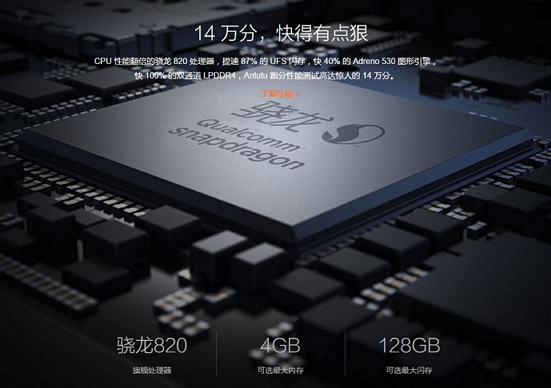 14 万分，快得有点狠
CPU 性能翻倍的骁龙 820 处理器，提速 87% 的 UFS 闪存，快 40% 的 Adreno 530 图形引擎，
快 100% 的双通道 LPDDR4，Antutu 跑分性能测试高达惊人的 14 万分。
了解性能 >
骁龙
Qualcomm
snapdragon
骁龙820 4GB 128GB
旗舰处理器 可选最大内存 可选最大闪存